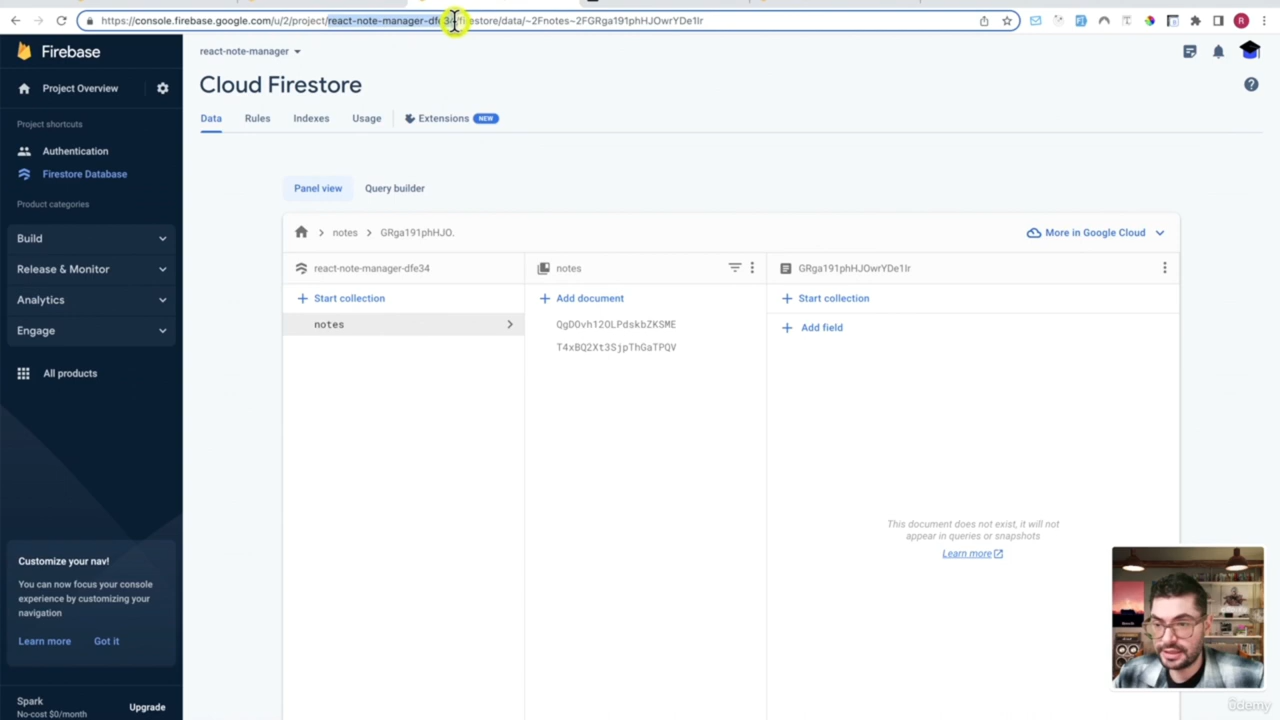 https://console.firebase.google.com/u/2/project/react-note-manager-dfe34/firestore/data/~2Fnotes~2FGRga191phHJOwrYDe1Ir
R
Firebase
react-note-manager
Cloud Firestore
Project Overview
Data
Rules
Indexes
Usage
Extensions
NEW
Project shortcuts
Authentication
Firestore Database
Product categories
Build
Release & Monitor
Analytics
Engage
All products
Panel view
Query builder
notes
GRga191phHJO.
More in Google Cloud
react-note-manager-dfe34
notes
GRga191phHJOwrYDe1Ir
Start collection
Add document
Start collection
notes
QgDOvh12OLPdskbZKSME
Add field
T4xBQ2Xt3SjpThGaTPQV
This document does not exist, it will not
appear in queries or snapshots
Learn more
Customize your nav!
You can now focus your console
experience by customizing your
navigation
Learn more
Got it
Spark
No-cost $0/month
Upgrade
ûdemy